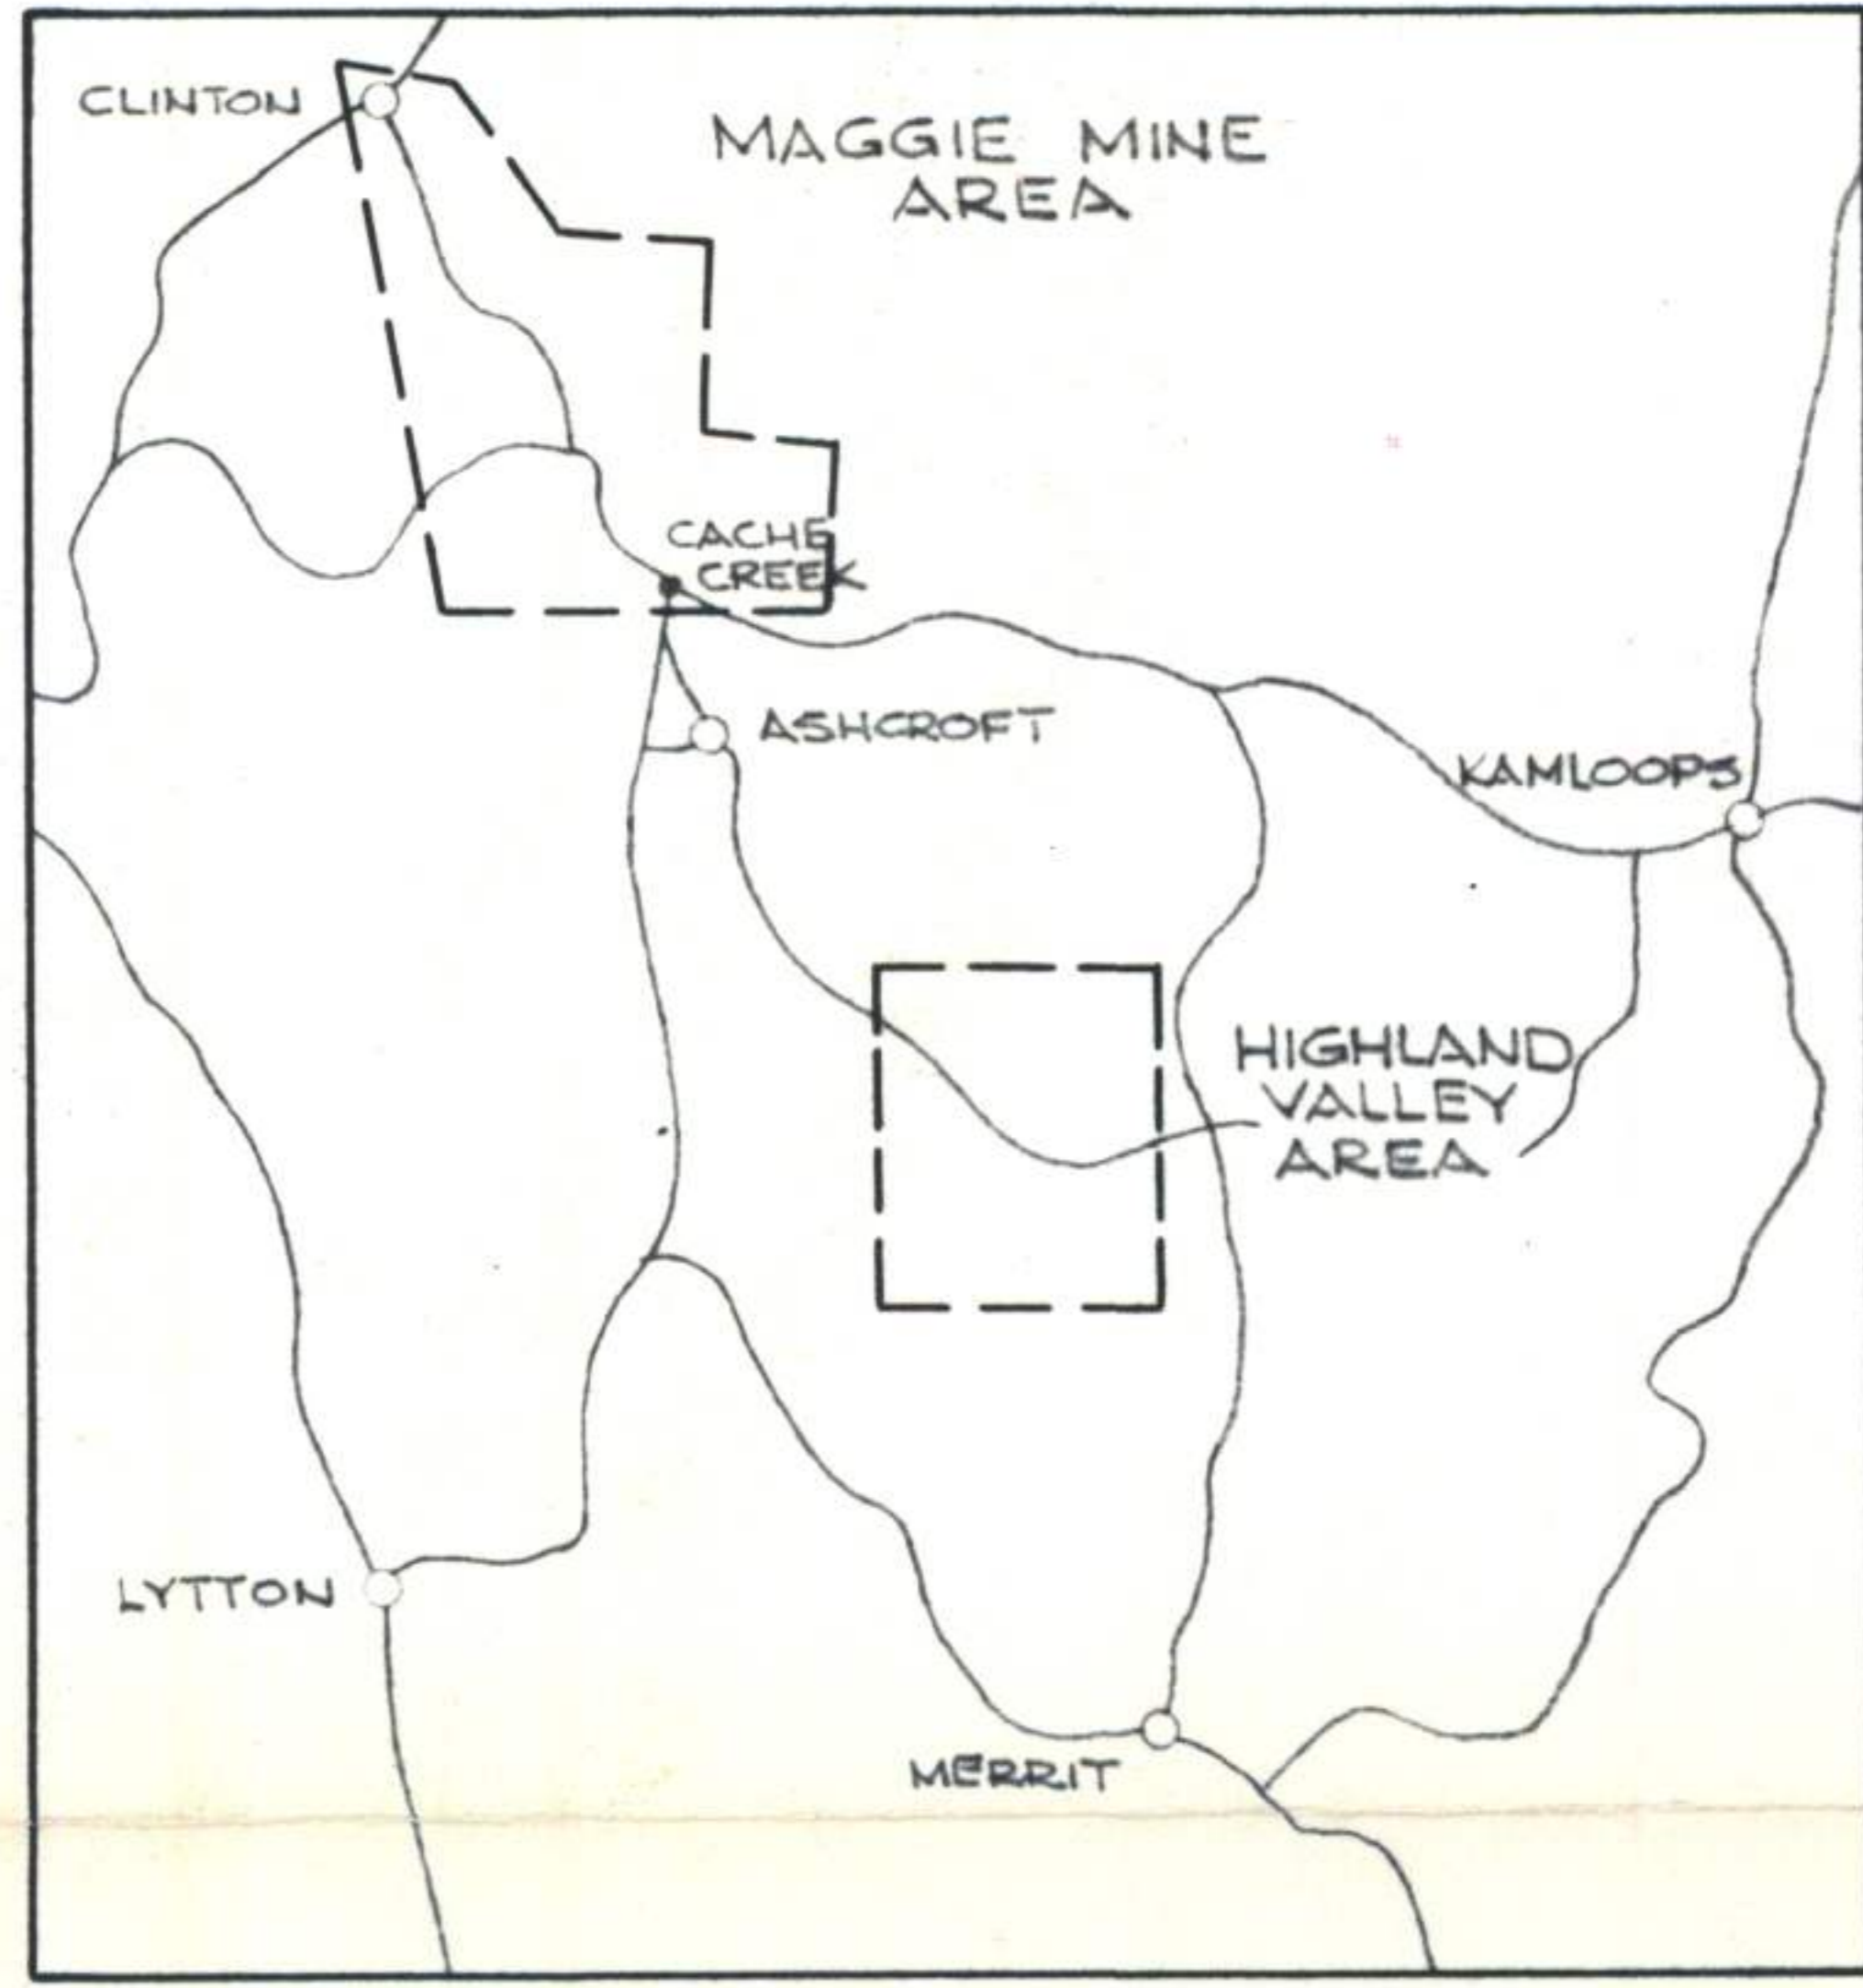 CLINTON
MAGGIE MINE
AREA
CACHE
CREEK
ASHCROFT
KAMLOOPS
HIGHLAND
VALLEY
AREA
LYTTON
MERRIT